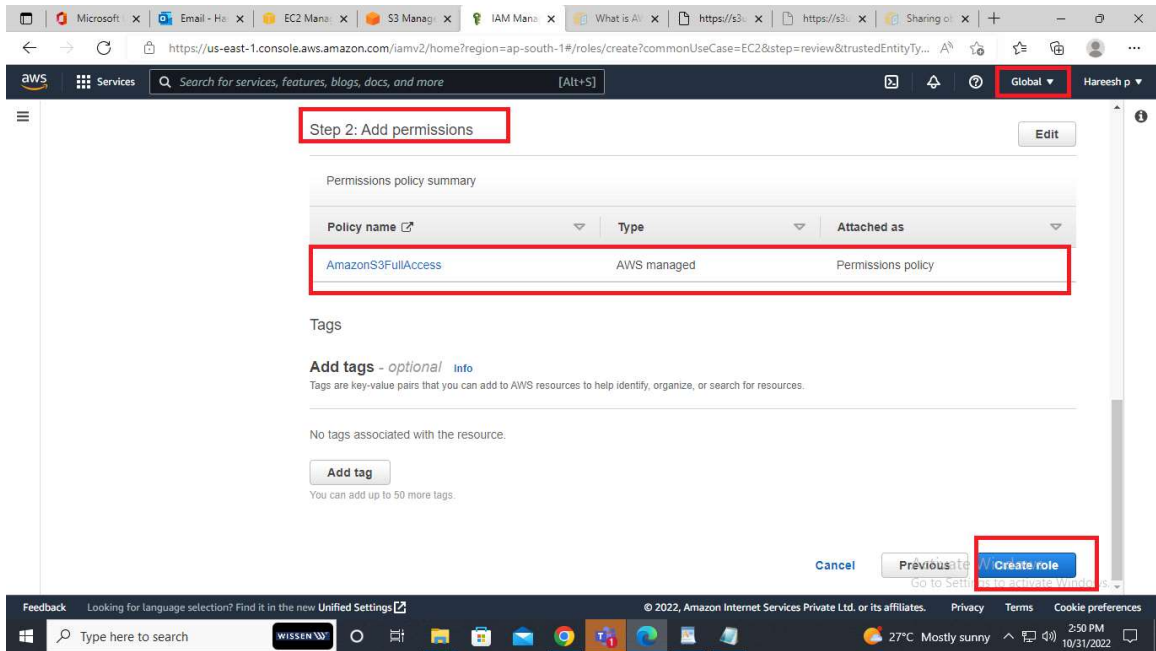 Microsoft
Email - Ha
EC2 Mana
S3 Manag
IAM Mana
What is A
https://s3
https://s3
Sharing o
https://us-east-1.console.aws.amazon.com/iamv2/home?region=ap-south-1#/roles/create?commonUseCase=EC2&step=review&trustedEntityTy...
aws Services Search for services, features, blogs, docs, and more [Alt+S] Global Hareesh p
Step 2: Add permissions
Edit
Permissions policy summary
Policy name Type Attached as
AmazonS3FullAccess AWS managed Permissions policy
Tags
Add tags - optional Info
Tags are key-value pairs that you can add to AWS resources to help identify, organize, or search for resources.
No tags associated with the resource.
Add tag
You can add up to 50 more tags.
Cancel Previous Create role
Activate Windows
Go to Settings to activate Windows.
Feedback Looking for language selection? Find it in the new Unified Settings © 2022, Amazon Internet Services Private Ltd. or its affiliates. Privacy Terms Cookie preferences
Type here to search WISSEN 27°C Mostly sunny 2:50 PM
10/31/2022